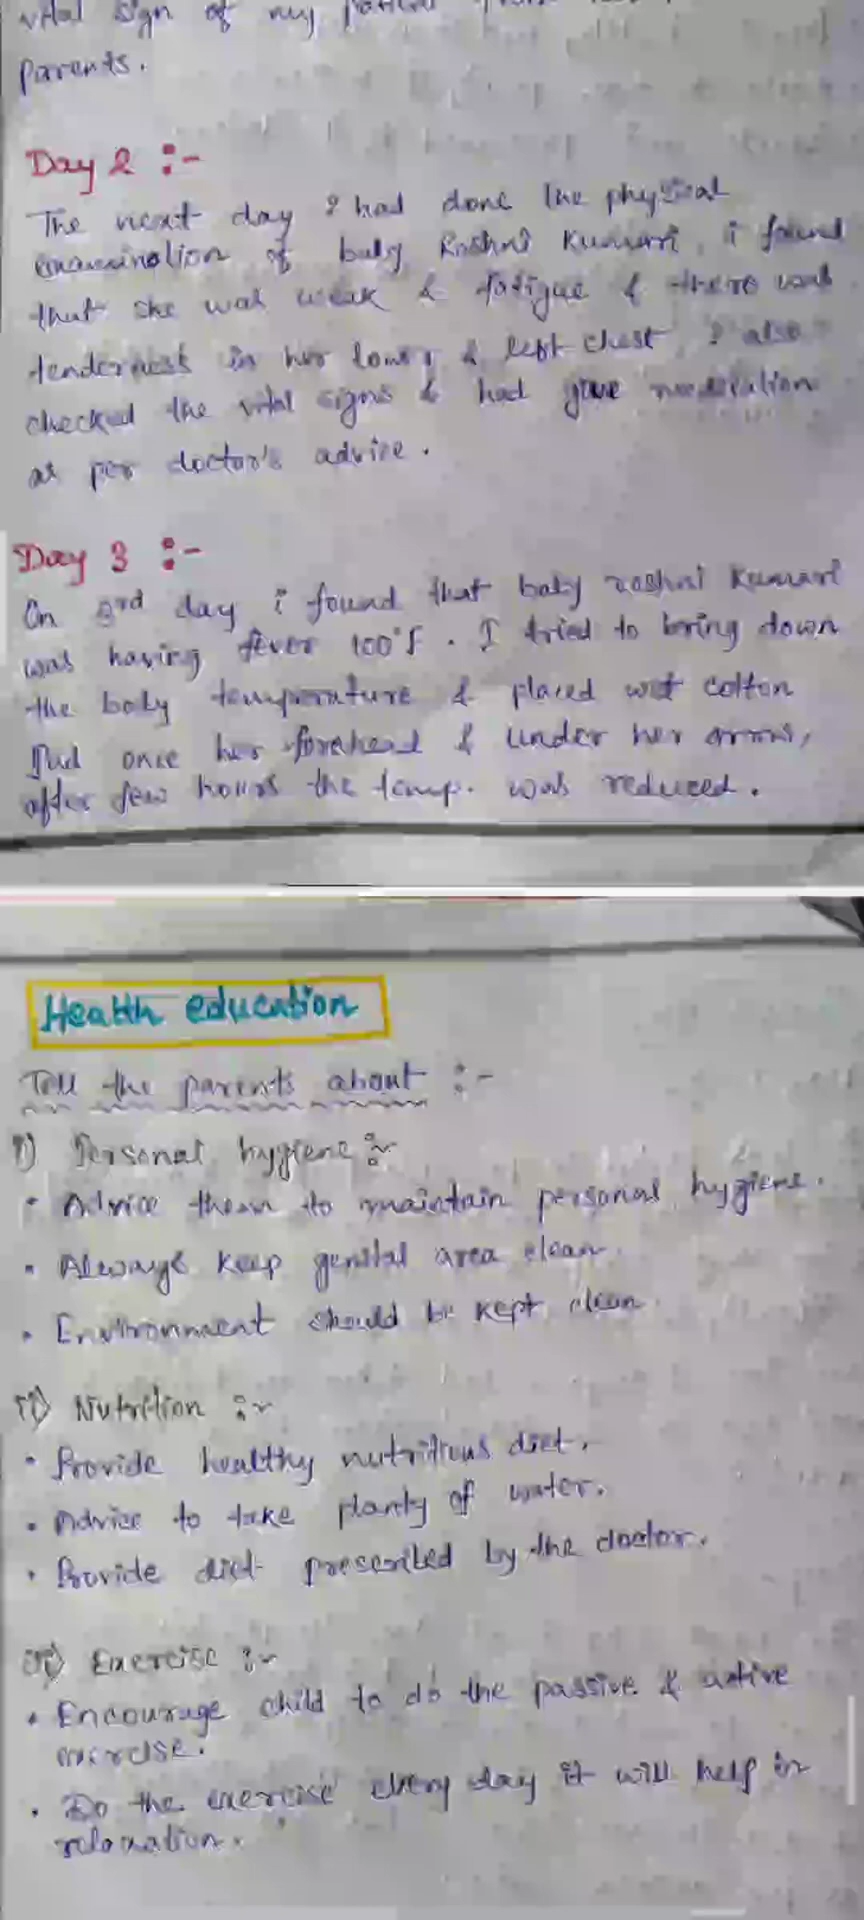 vital sign of my
parents.
Day 2 :-
The next day I had done the physical
examination of baby Roshni Kumari, i found
that she was weak & fatigue & there was
tenderness in her lower & left chest, I also
checked the vital signs & had gave medication
as per doctor's advice.
Day 3 :-
On 3rd day i found that baby roshni Kumari
was having fever 100°f. I tried to bring down
the body temperature & placed wet cotton
Pad once her forehead & under her arms,
after few hours the temp. was reduced.
Health education
Tell the parents about :-
i) Personal hygiene :-
• Advice them to maintain personal hygiene.
• Always keep genital area clean.
• Environment should be kept clean.
ii) Nutrition :-
• Provide healthy nutritious diet.
• Advice to take planty of water.
• Provide diet prescribed by the doctor.
iii) Exercise :-
• Encourage child to do the passive & active
exercise.
• Do the exercise every day it will help in
relaxation.